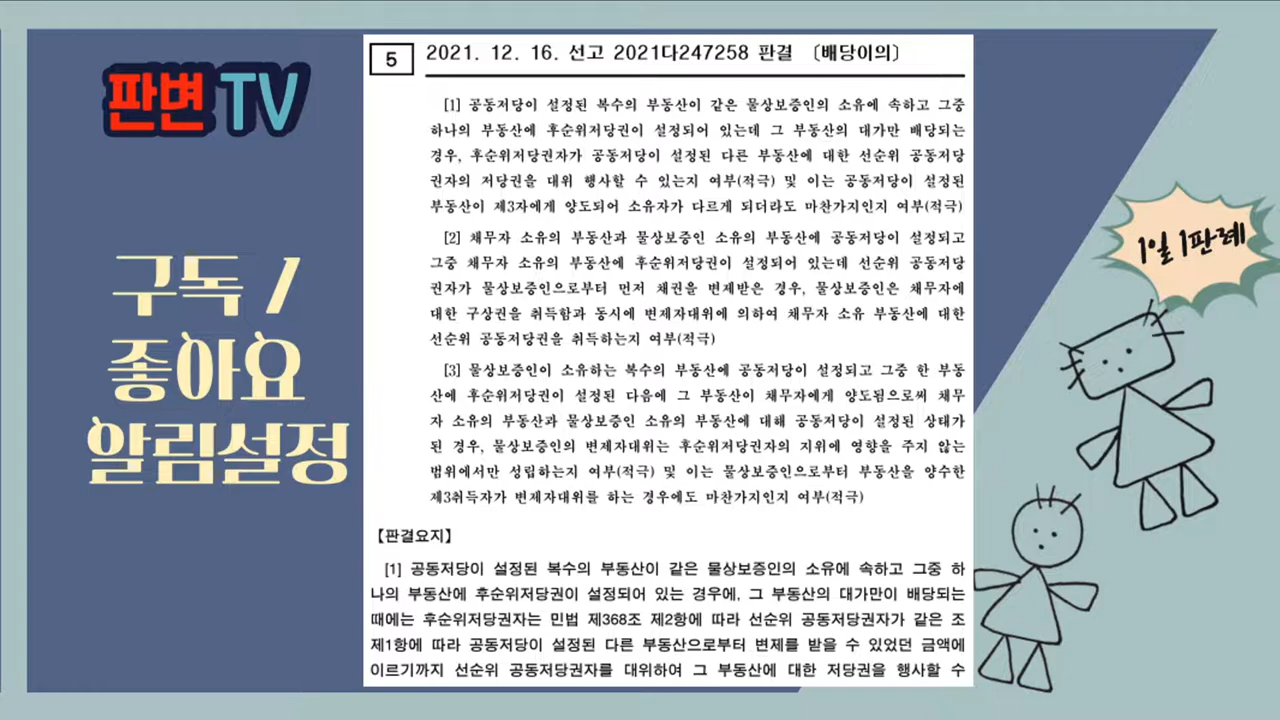 판변 TV
구독 /
좋아요
알림설정
5
2021. 12. 16. 선고 2021다247258 판결 〔배당이의〕
[1] 공동저당이 설정된 복수의 부동산이 같은 물상보증인의 소유에 속하고 그중
하나의 부동산에 후순위저당권이 설정되어 있는데 그 부동산의 대가만 배당되는
경우, 후순위저당권자가 공동저당이 설정된 다른 부동산에 대한 선순위 공동저당
권자의 저당권을 대위 행사할 수 있는지 여부(적극) 및 이는 공동저당이 설정된
부동산이 제3자에게 양도되어 소유자가 다르게 되더라도 마찬가지인지 여부(적극)
[2] 채무자 소유의 부동산과 물상보증인 소유의 부동산에 공동저당이 설정되고
그중 채무자 소유의 부동산에 후순위저당권이 설정되어 있는데 선순위 공동저당
권자가 물상보증인으로부터 먼저 채권을 변제받은 경우, 물상보증인은 채무자에
대한 구상권을 취득함과 동시에 변제자대위에 의하여 채무자 소유 부동산에 대한
선순위 공동저당권을 취득하는지 여부(적극)
[3] 물상보증인이 소유하는 복수의 부동산에 공동저당이 설정되고 그중 한 부동
산에 후순위저당권이 설정된 다음에 그 부동산이 채무자에게 양도됨으로써 채무
자 소유의 부동산과 물상보증인 소유의 부동산에 대해 공동저당이 설정된 상태가
된 경우, 물상보증인의 변제자대위는 후순위저당권자의 지위에 영향을 주지 않는
범위에서만 성립하는지 여부(적극) 및 이는 물상보증인으로부터 부동산을 양수한
제3취득자가 변제자대위를 하는 경우에도 마찬가지인지 여부(적극)
【판결요지】
[1] 공동저당이 설정된 복수의 부동산이 같은 물상보증인의 소유에 속하고 그중 하
나의 부동산에 후순위저당권이 설정되어 있는 경우에, 그 부동산의 대가만이 배당되는
때에는 후순위저당권자는 민법 제368조 제2항에 따라 선순위 공동저당권자가 같은 조
제1항에 따라 공동저당이 설정된 다른 부동산으로부터 변제를 받을 수 있었던 금액에
이르기까지 선순위 공동저당권자를 대위하여 그 부동산에 대한 저당권을 행사할 수
1일 1판례